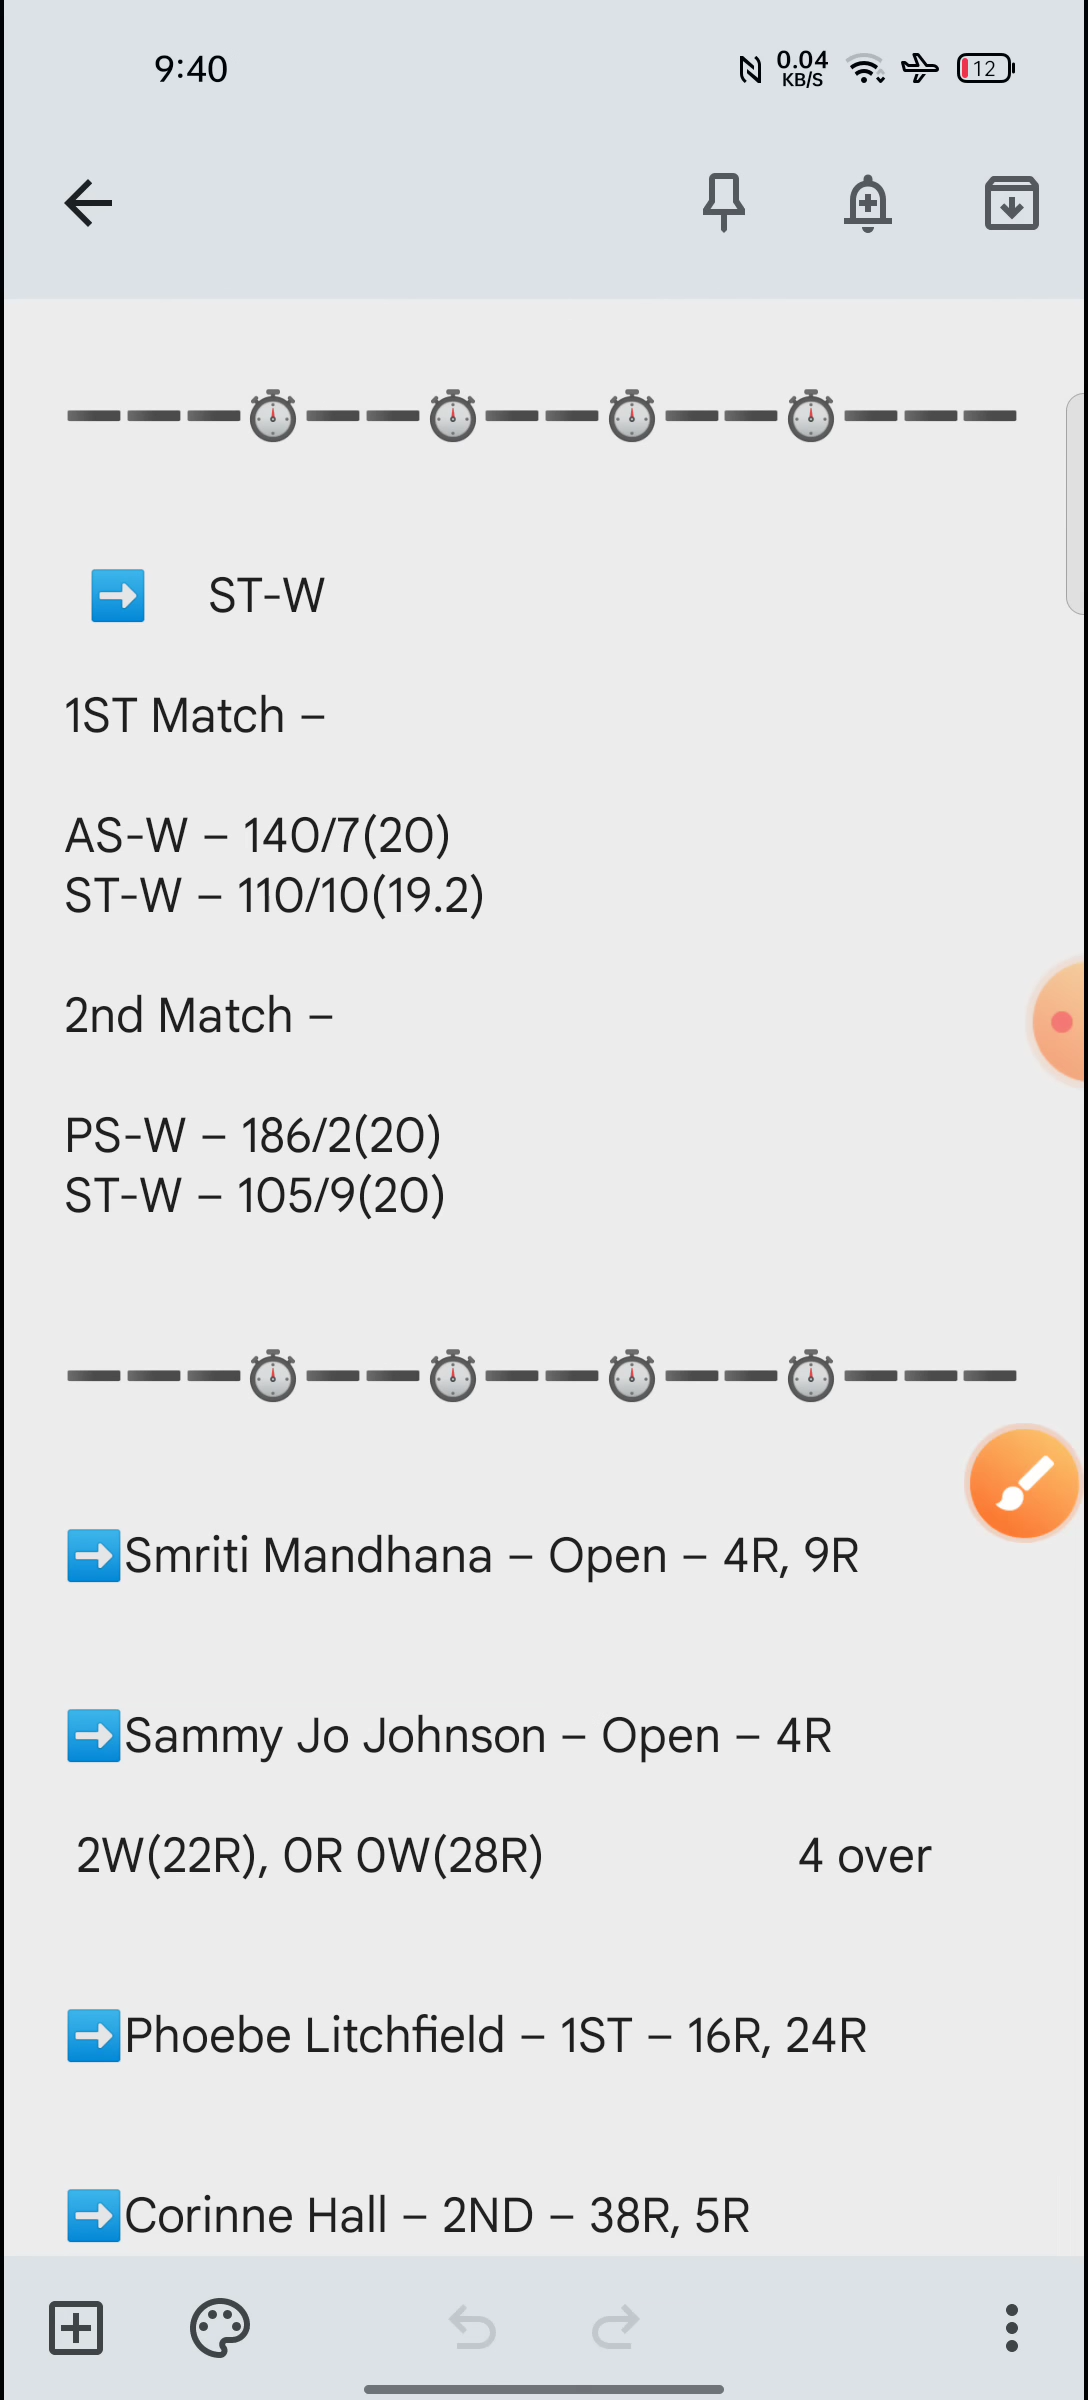 9:40
0.04
KB/S
12
ST-W
1ST Match –
AS-W – 140/7(20)
ST-W – 110/10(19.2)
2nd Match –
PS-W – 186/2(20)
ST-W – 105/9(20)
Smriti Mandhana – Open – 4R, 9R
Sammy Jo Johnson – Open – 4R
2W(22R), 0R 0W(28R) 4 over
Phoebe Litchfield – 1ST – 16R, 24R
Corinne Hall – 2ND – 38R, 5R